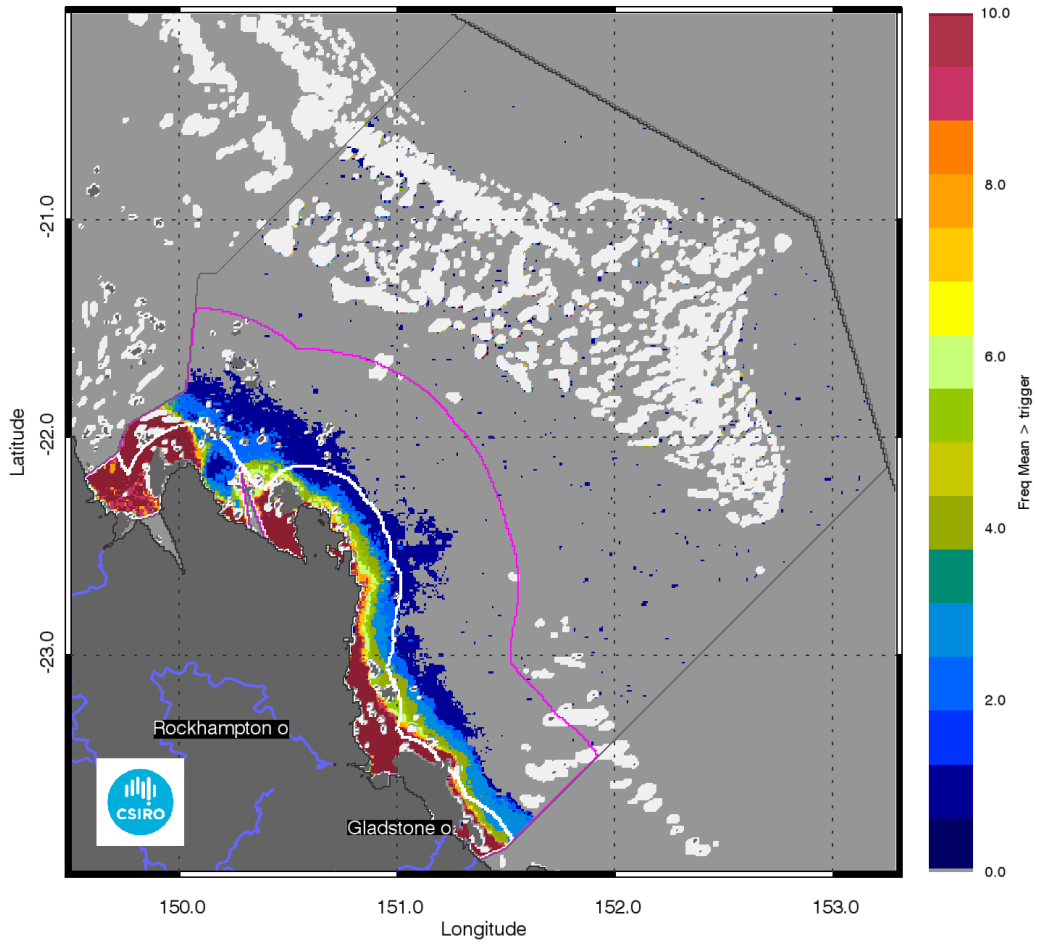 10.0
8.0
6.0
4.0
2.0
0.0
Freq Mean > trigger
-21.0
-22.0
-23.0
Latitude
Rockhampton o
CSIRO
Gladstone o
150.0
151.0
152.0
153.0
Longitude